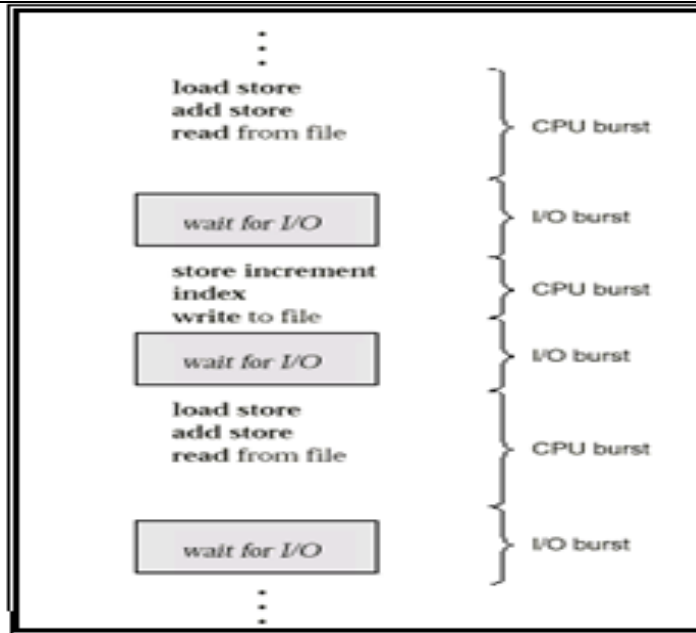 load store
add store
read from file
CPU burst
wait for I/O
I/O burst
store increment
index
write to file
CPU burst
wait for I/O
I/O burst
load store
add store
read from file
CPU burst
wait for I/O
I/O burst